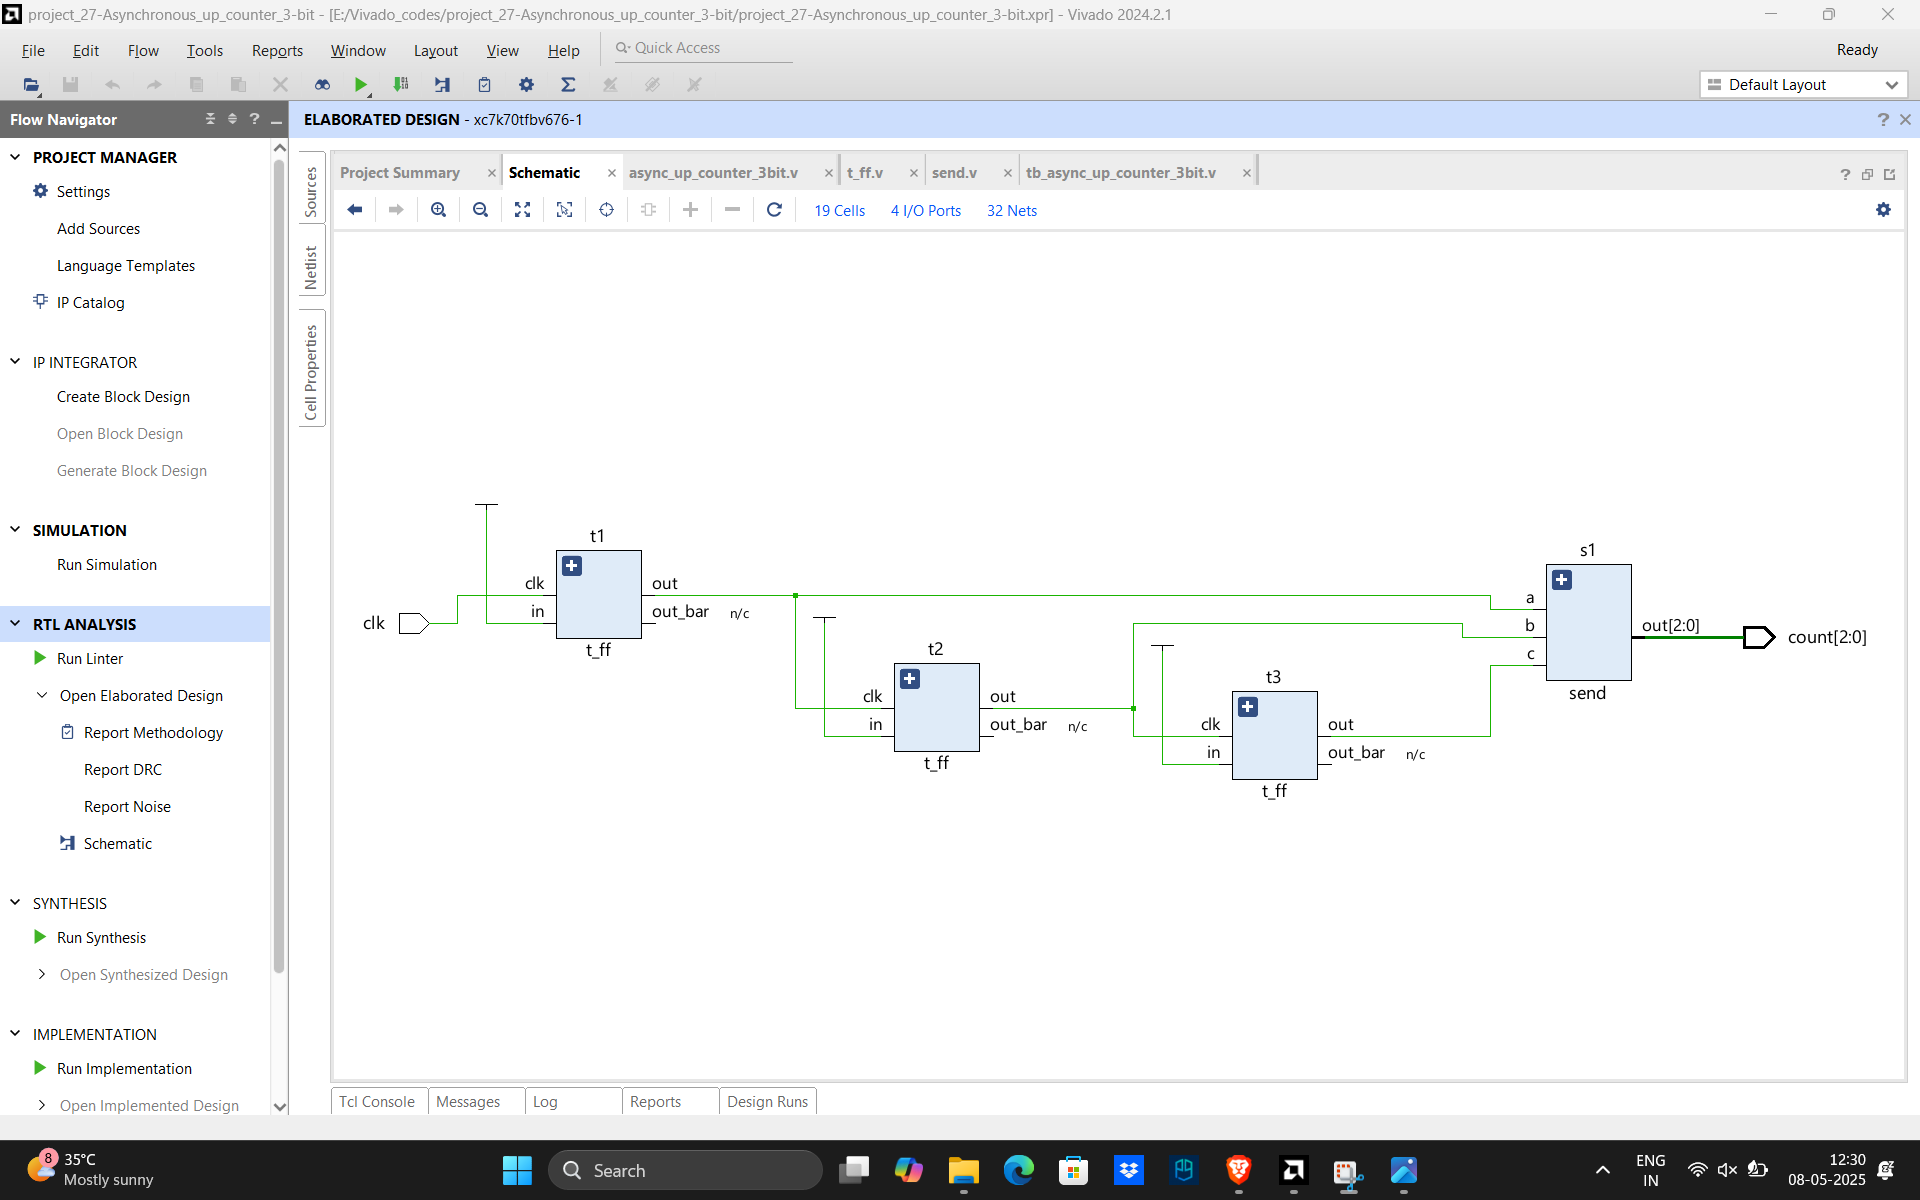 project_27-Asynchronous_up_counter_3-bit - [E:/Vivado_codes/project_27-Asynchronous_up_counter_3-bit/project_27-Asynchronous_up_counter_3-bit.xpr] - Vivado 2024.2.1
File Edit Flow Tools Reports Window Layout View Help Quick Access
Ready
Default Layout
Flow Navigator
ELABORATED DESIGN - xc7k70tfbv676-1
PROJECT MANAGER
Settings
Add Sources
Language Templates
IP Catalog
IP INTEGRATOR
Create Block Design
Open Block Design
Generate Block Design
SIMULATION
Run Simulation
RTL ANALYSIS
Run Linter
Open Elaborated Design
Report Methodology
Report DRC
Report Noise
Schematic
SYNTHESIS
Run Synthesis
Open Synthesized Design
IMPLEMENTATION
Run Implementation
Open Implemented Design
Sources
Netlist
Cell Properties
Project Summary Schematic async_up_counter_3bit.v t_ff.v send.v tb_async_up_counter_3bit.v
19 Cells 4 I/O Ports 32 Nets
clk
t1
clk out
in out_bar n/c
t_ff
t2
clk out
in out_bar n/c
t_ff
t3
clk out
in out_bar n/c
t_ff
s1
a
b out[2:0]
c
send
count[2:0]
Tcl Console Messages Log Reports Design Runs
8
35°C
Mostly sunny
Search
ENG
IN
12:30
08-05-2025